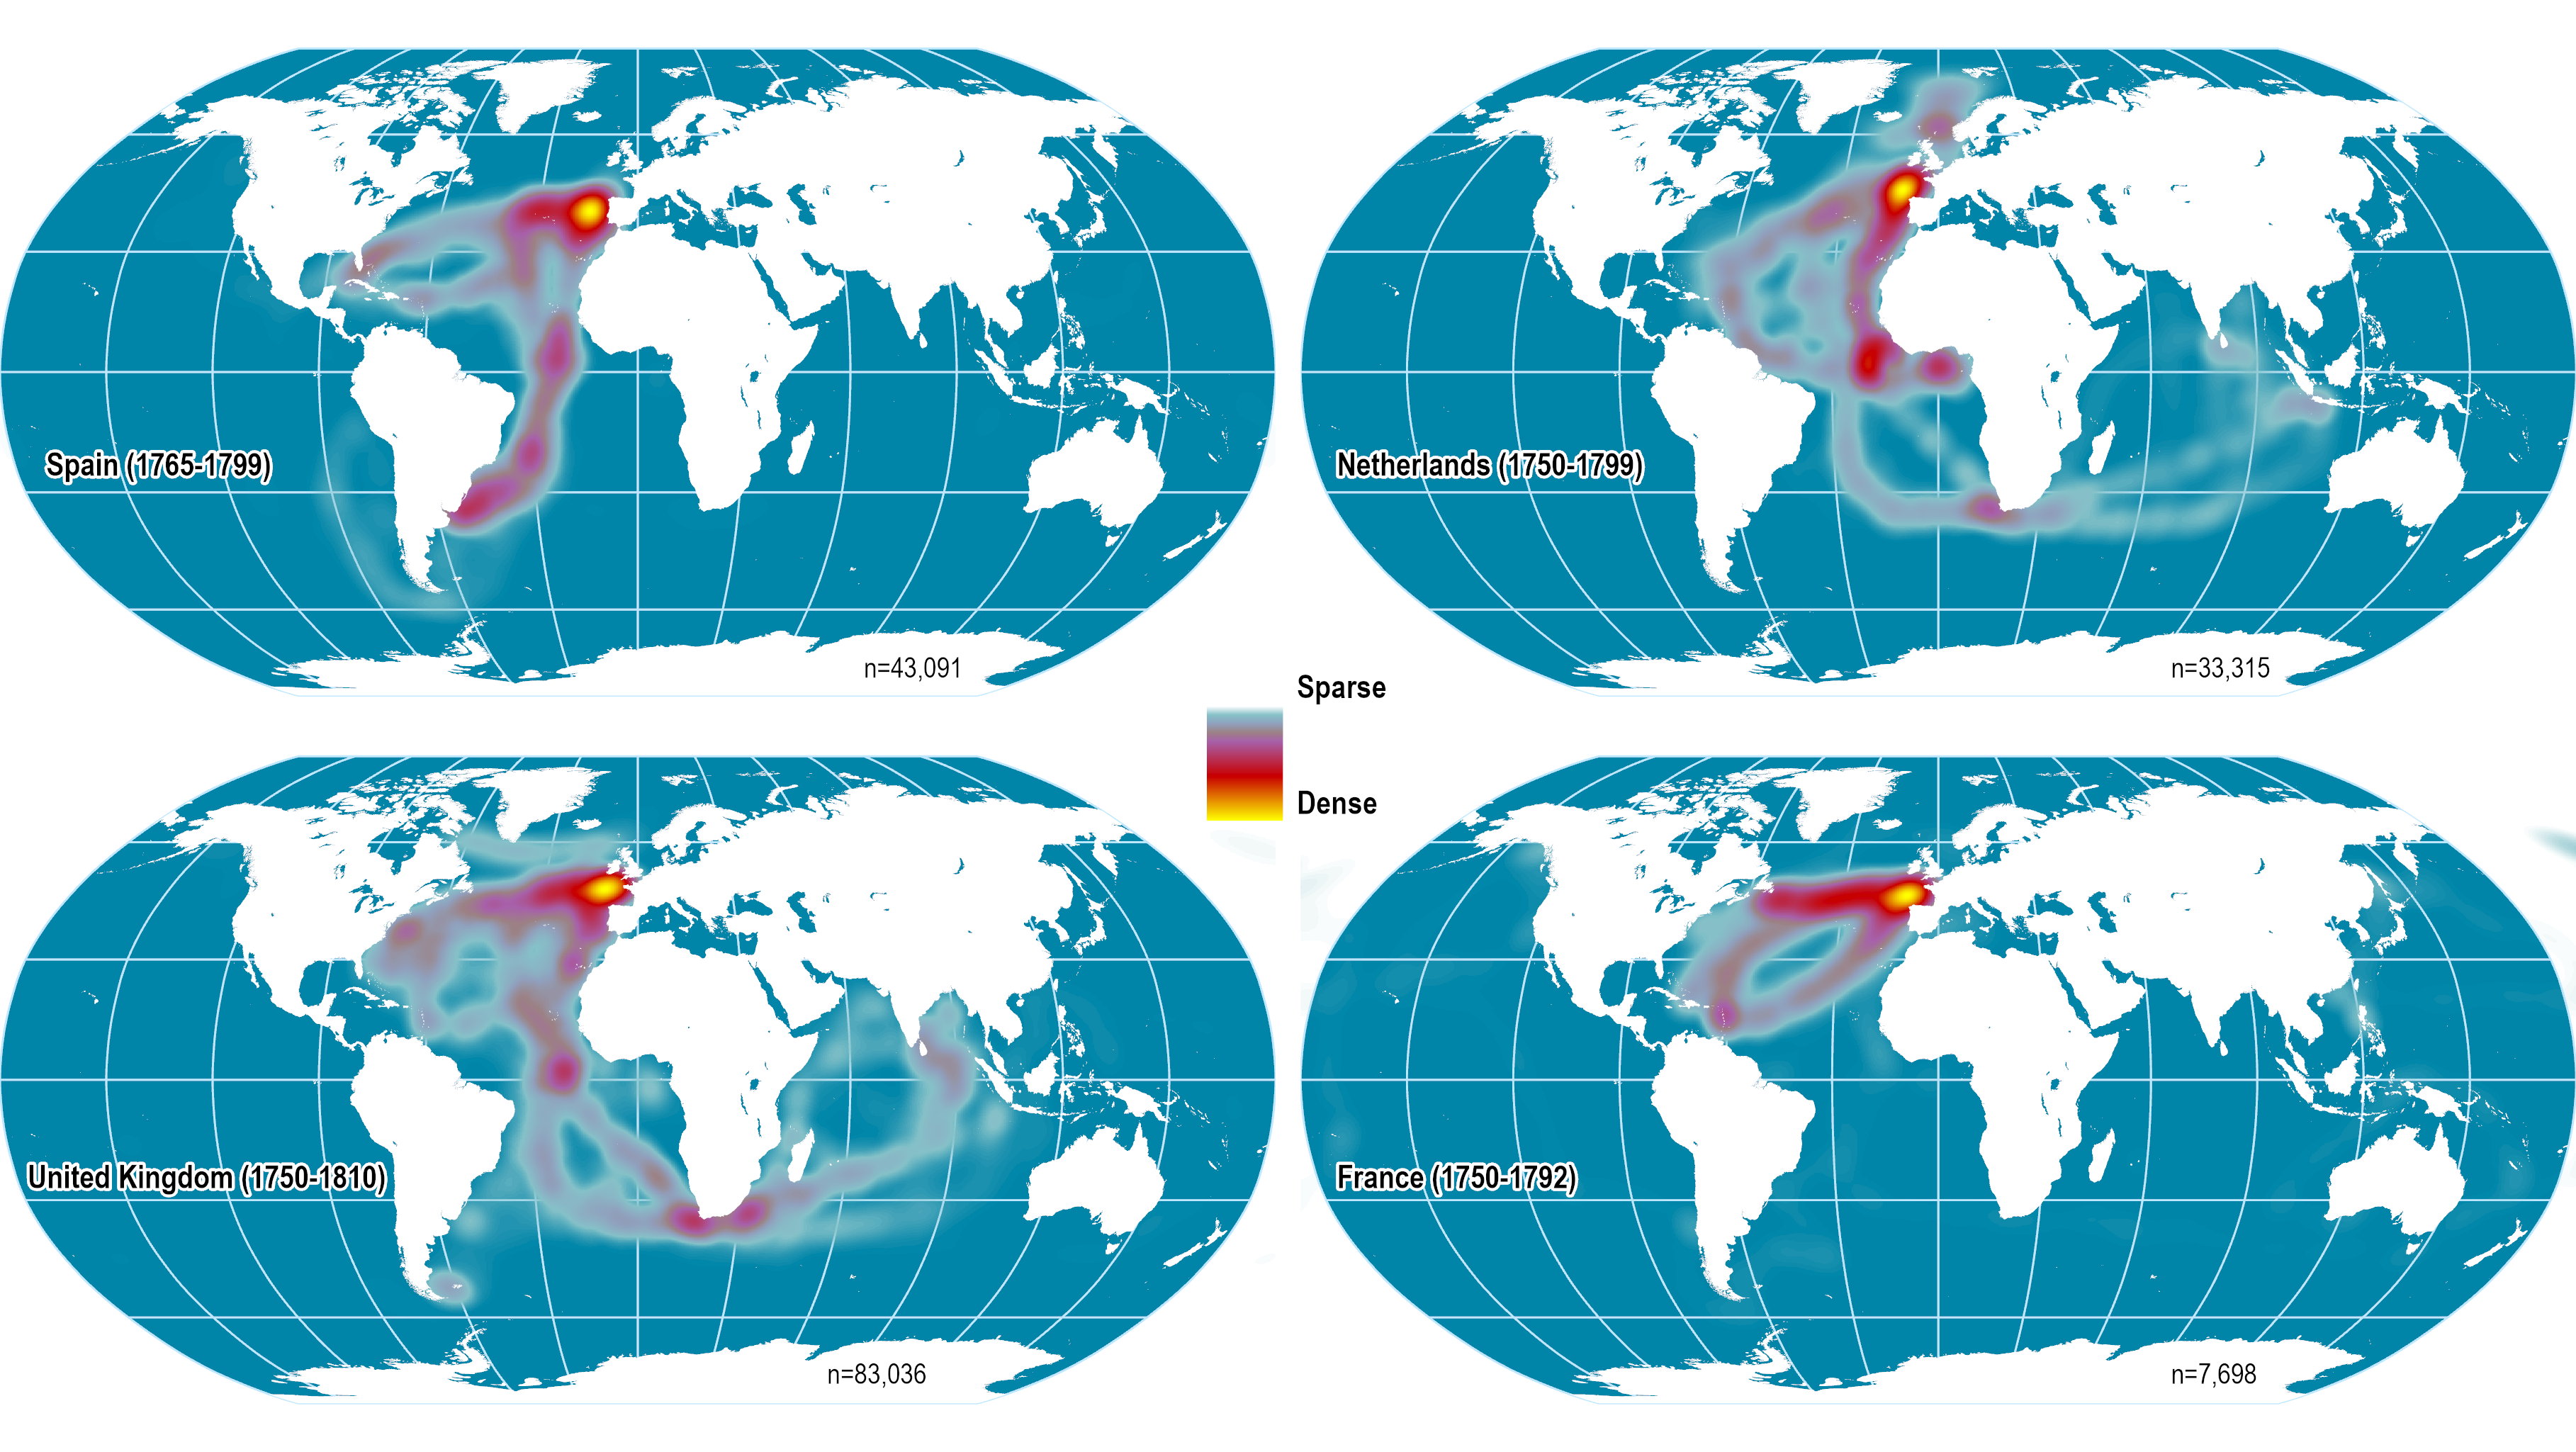 Spain (1765-1799)
n=43,091
Netherlands (1750-1799)
n=33,315
Sparse
Dense
United Kingdom (1750-1810)
n=83,036
France (1750-1792)
n=7,698